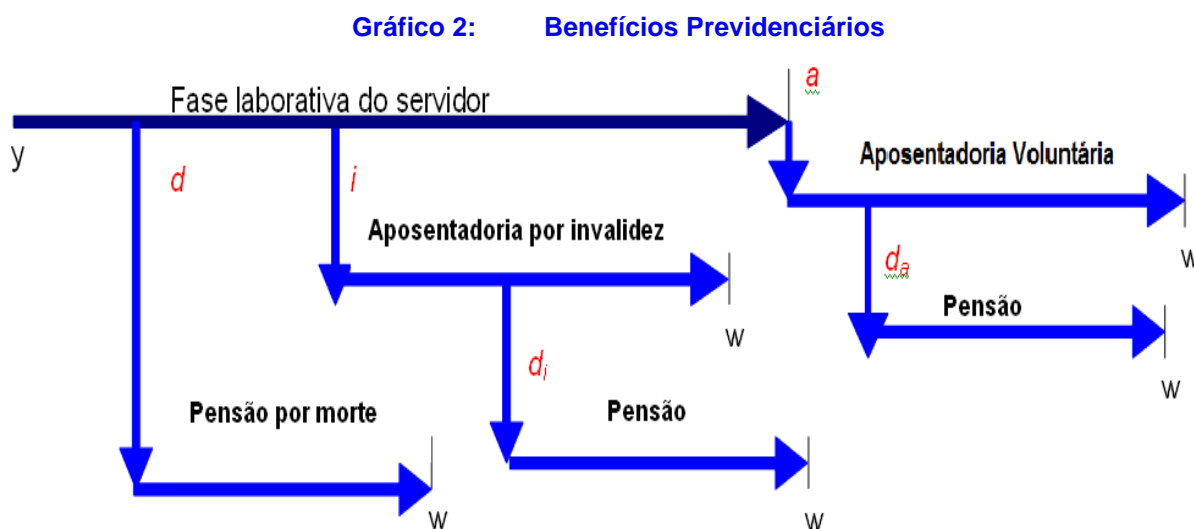 Gráfico 2: Benefícios Previdenciários
a
Fase laborativa do servidor
y
d
i
Aposentadoria Voluntária
Aposentadoria por invalidez
w
da
Pensão
w
di
w
Pensão por morte
Pensão
w
w